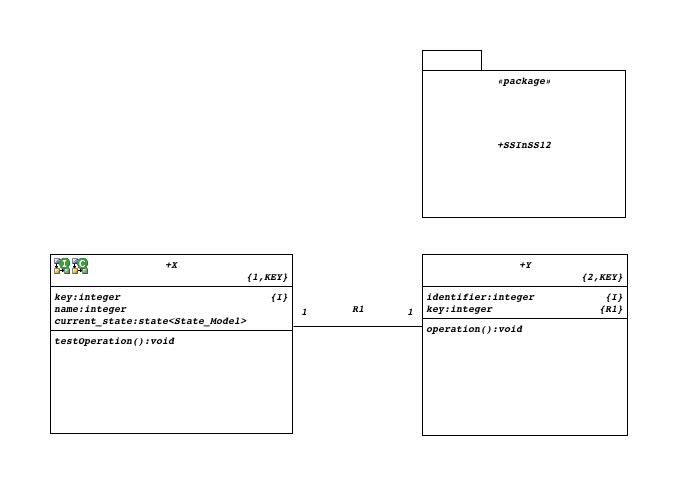 «package»
+SSInSS12
+X
{1,KEY}
key:integer {I}
name:integer
current_state:state<State_Model>
testOperation():void
1 R1 1
+Y
{2,KEY}
identifier:integer {I}
key:integer {R1}
operation():void